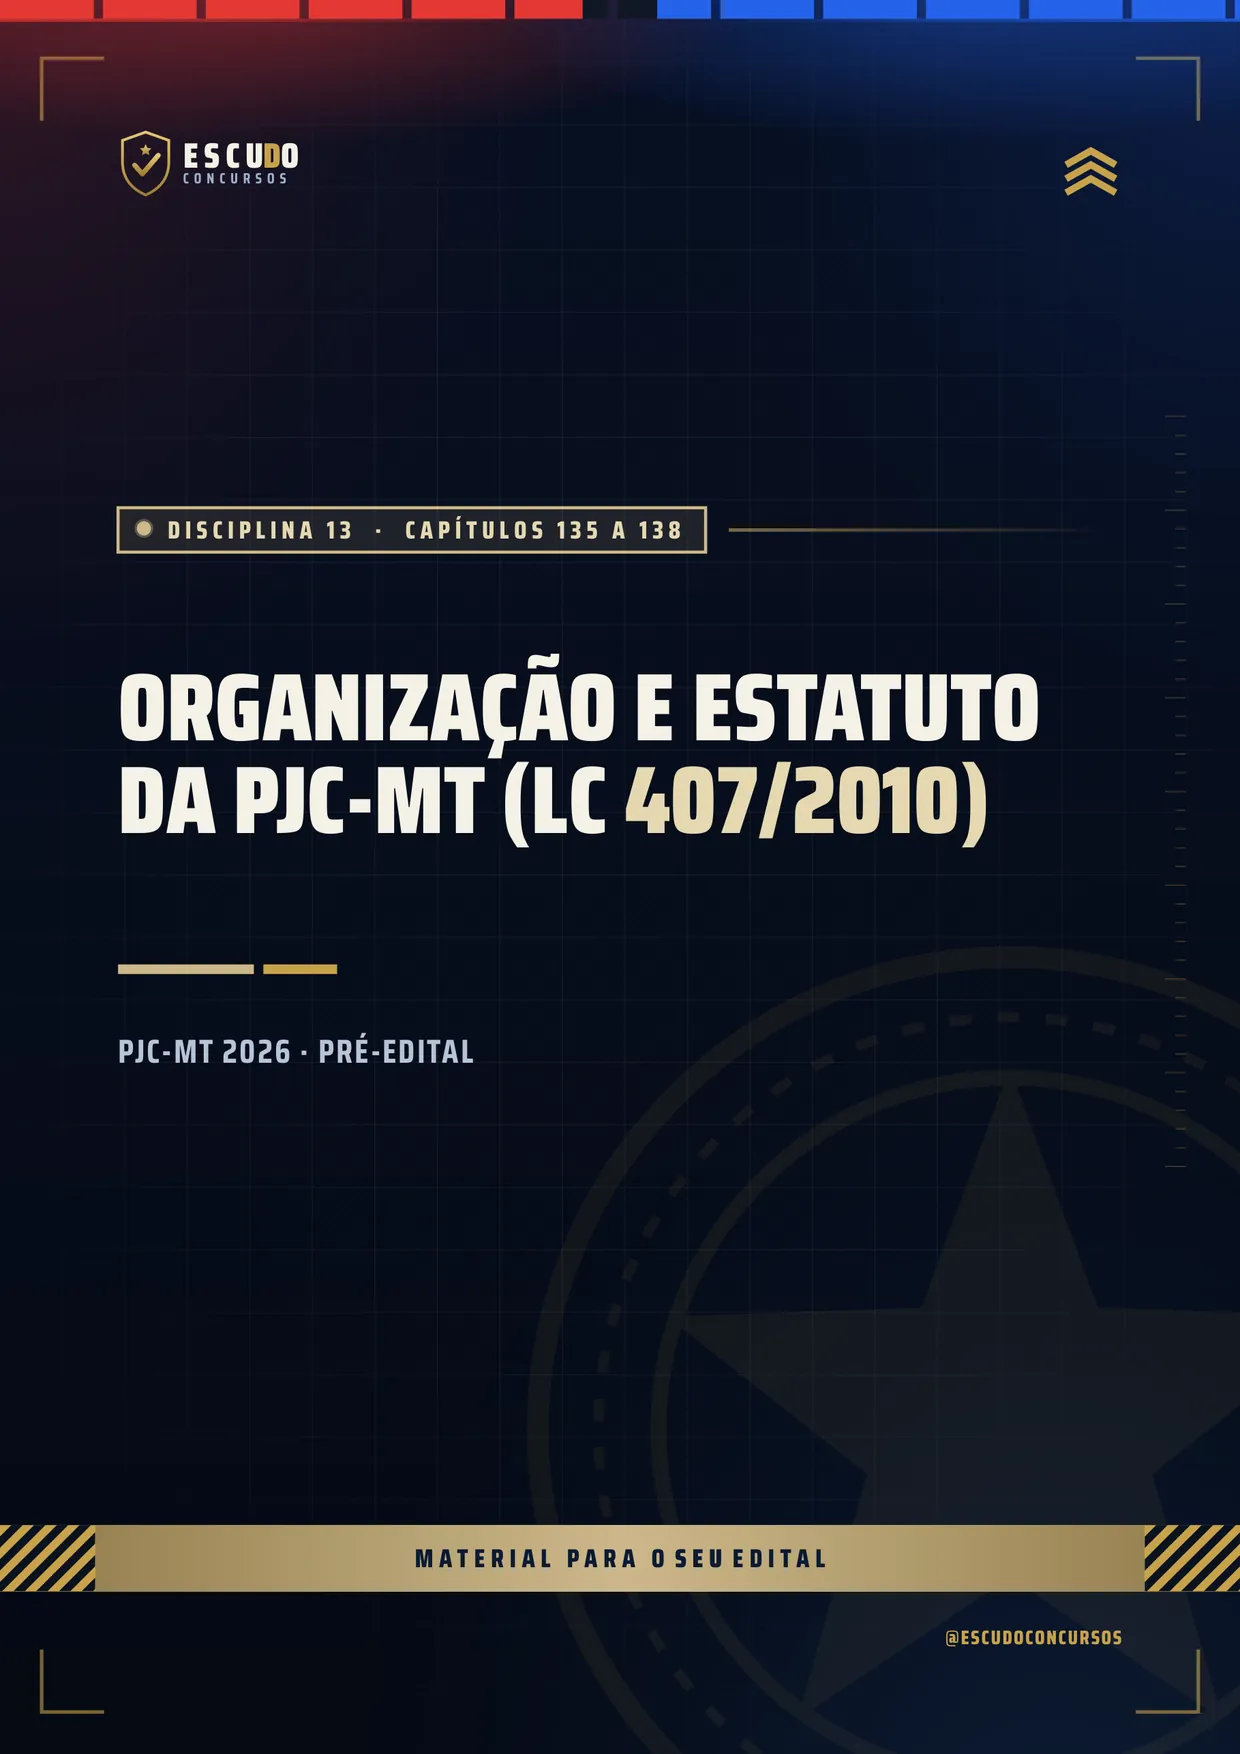 ESCUDO
CONCURSOS
DISCIPLINA 13 · CAPÍTULOS 135 A 138
ORGANIZAÇÃO E ESTATUTO
DA PJC-MT (LC 407/2010)
PJC-MT 2026 · PRÉ-EDITAL
MATERIAL PARA O SEU EDITAL
@ESCUDOCONCURSOS